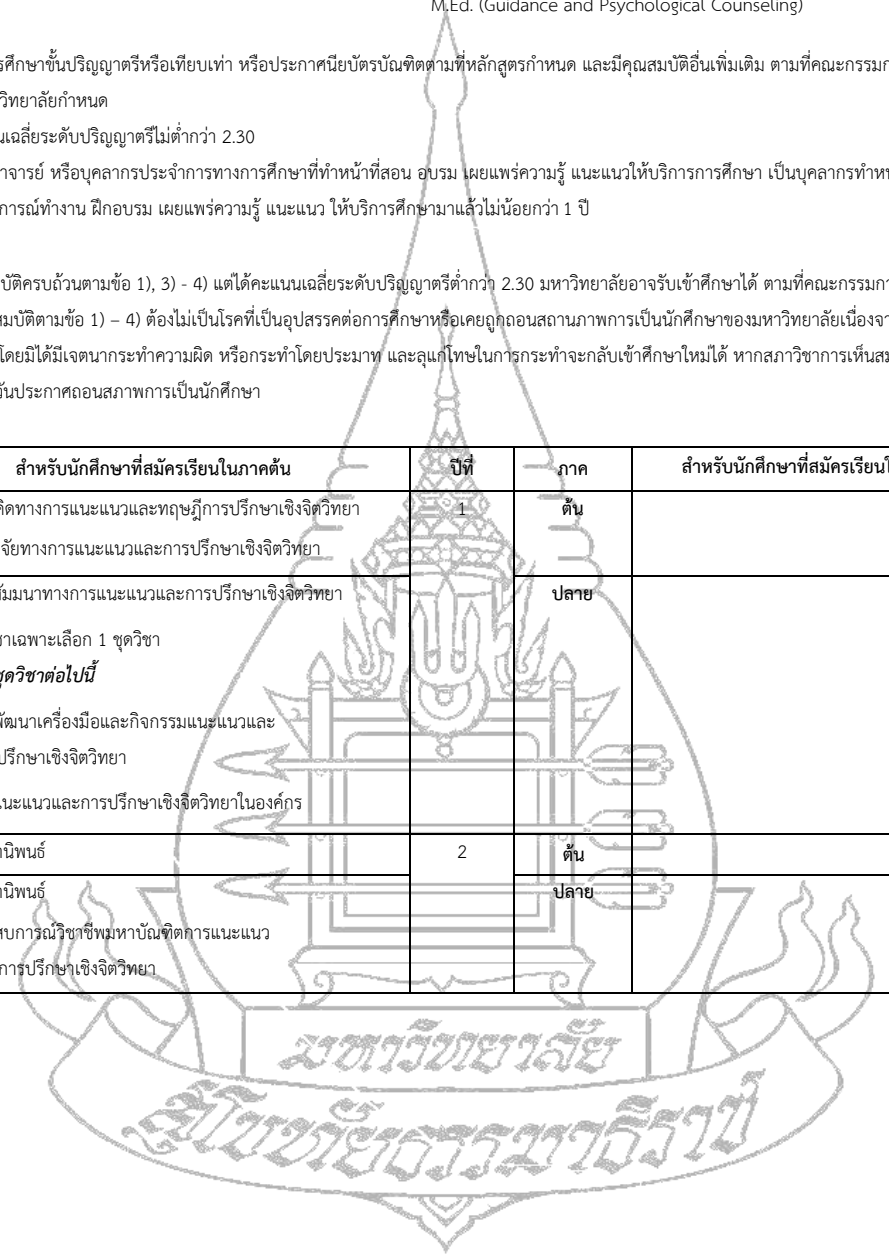 M.Ed. (Guidance and Psychological Counseling)
รศึกษาขั้นปริญญาตรีหรือเทียบเท่า หรือประกาศนียบัตรบัณฑิตตามที่หลักสูตรกำหนด และมีคุณสมบัติอื่นเพิ่มเติม ตามที่คณะกรรมก
วิทยาลัยกำหนด
นเฉลี่ยระดับปริญญาตรีไม่ต่ำกว่า 2.30
าจารย์ หรือบุคลากรประจำการทางการศึกษาที่ทำหน้าที่สอน อบรม เผยแพร่ความรู้ แนะแนวให้บริการการศึกษา เป็นบุคลากรทำหน
การณ์ทำงาน ฝึกอบรม เผยแพร่ความรู้ แนะแนว ให้บริการศึกษามาแล้วไม่น้อยกว่า 1 ปี
บัติครบถ้วนตามข้อ 1), 3) - 4) แต่ได้คะแนนเฉลี่ยระดับปริญญาตรีต่ำกว่า 2.30 มหาวิทยาลัยอาจรับเข้าศึกษาได้ ตามที่คณะกรรมกา
สมบัติตามข้อ 1) – 4) ต้องไม่เป็นโรคที่เป็นอุปสรรคต่อการศึกษาหรือเคยถูกถอนสถานภาพการเป็นนักศึกษาของมหาวิทยาลัยเนื่องจา
โดยมิได้มีเจตนากระทำความผิด หรือกระทำโดยประมาท และลุแก่โทษในการกระทำจะกลับเข้าศึกษาใหม่ได้ หากสภาวิชาการเห็นสม
วันประกาศถอนสภาพการเป็นนักศึกษา
สำหรับนักศึกษาที่สมัครเรียนในภาคต้น ปีที่ ภาค สำหรับนักศึกษาที่สมัครเรียนใ
คิดทางการแนะแนวและทฤษฎีการปรึกษาเชิงจิตวิทยา 1 ต้น
จัยทางการแนะแนวและการปรึกษาเชิงจิตวิทยา
สัมมนาทางการแนะแนวและการปรึกษาเชิงจิตวิทยา ปลาย
ชาเฉพาะเลือก 1 ชุดวิชา
ชุดวิชาต่อไปนี้
พัฒนาเครื่องมือและกิจกรรมแนะแนวและ
ปรึกษาเชิงจิตวิทยา
แนะแนวและการปรึกษาเชิงจิตวิทยาในองค์กร
านิพนธ์ 2 ต้น
านิพนธ์ ปลาย
สบการณ์วิชาชีพมหาบัณฑิตการแนะแนว
การปรึกษาเชิงจิตวิทยา
มหาวิทยาลัย
สุโขทัยธรรมาธิราช